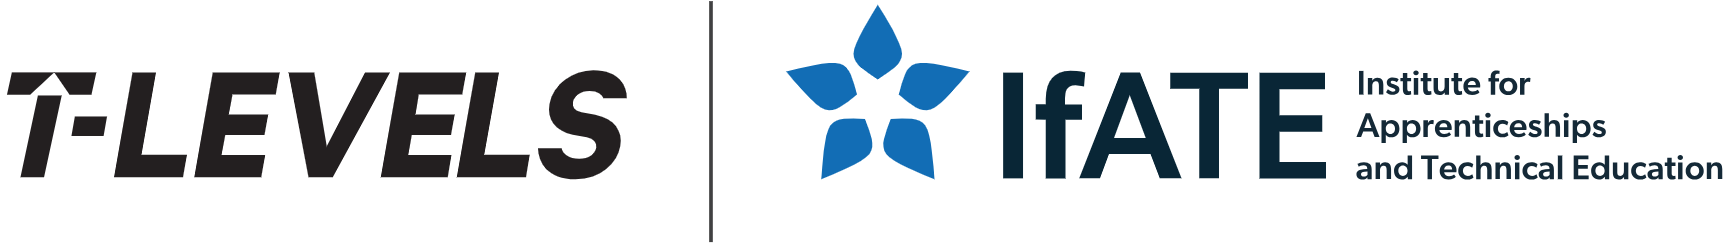 T-LEVELS
IfATE
Institute for
Apprenticeships
and Technical Education